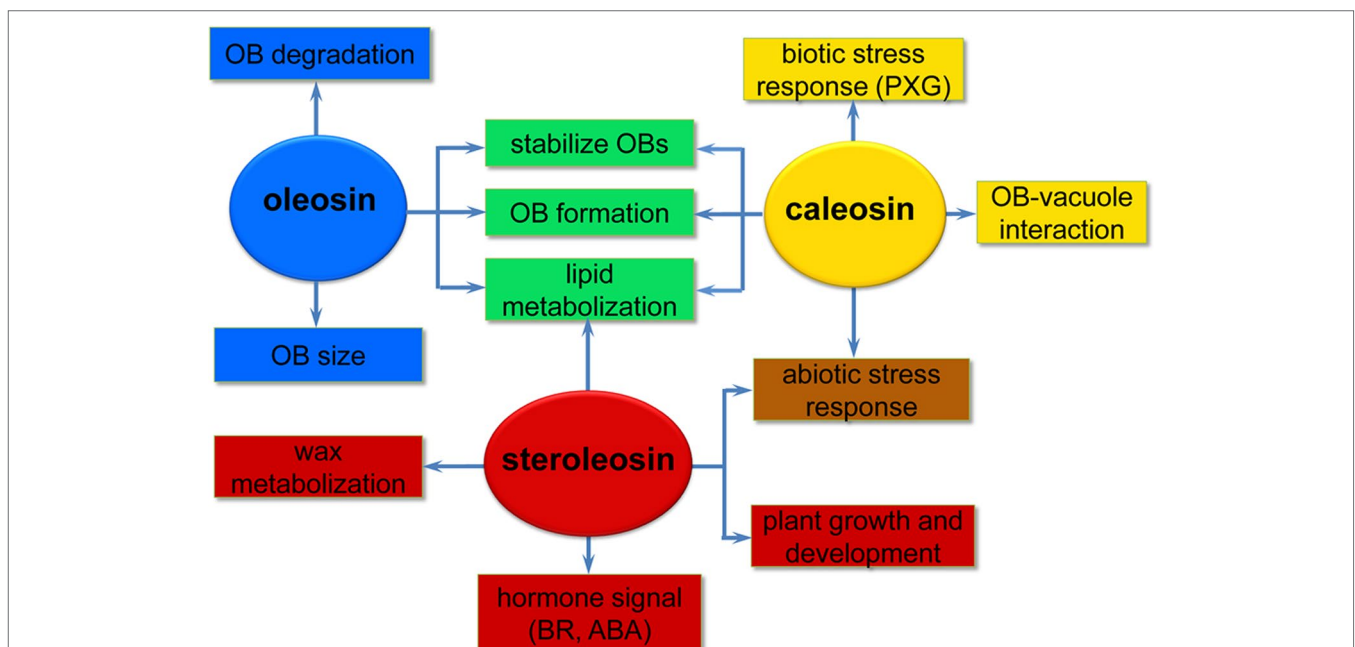 OB degradation
biotic stress
response (PXG)
stabilize OBs
oleosin
OB formation
caleosin
OB-vacuole
interaction
lipid
metabolization
OB size
abiotic stress
response
wax
metabolization
steroleosin
plant growth and
development
hormone signal
(BR, ABA)